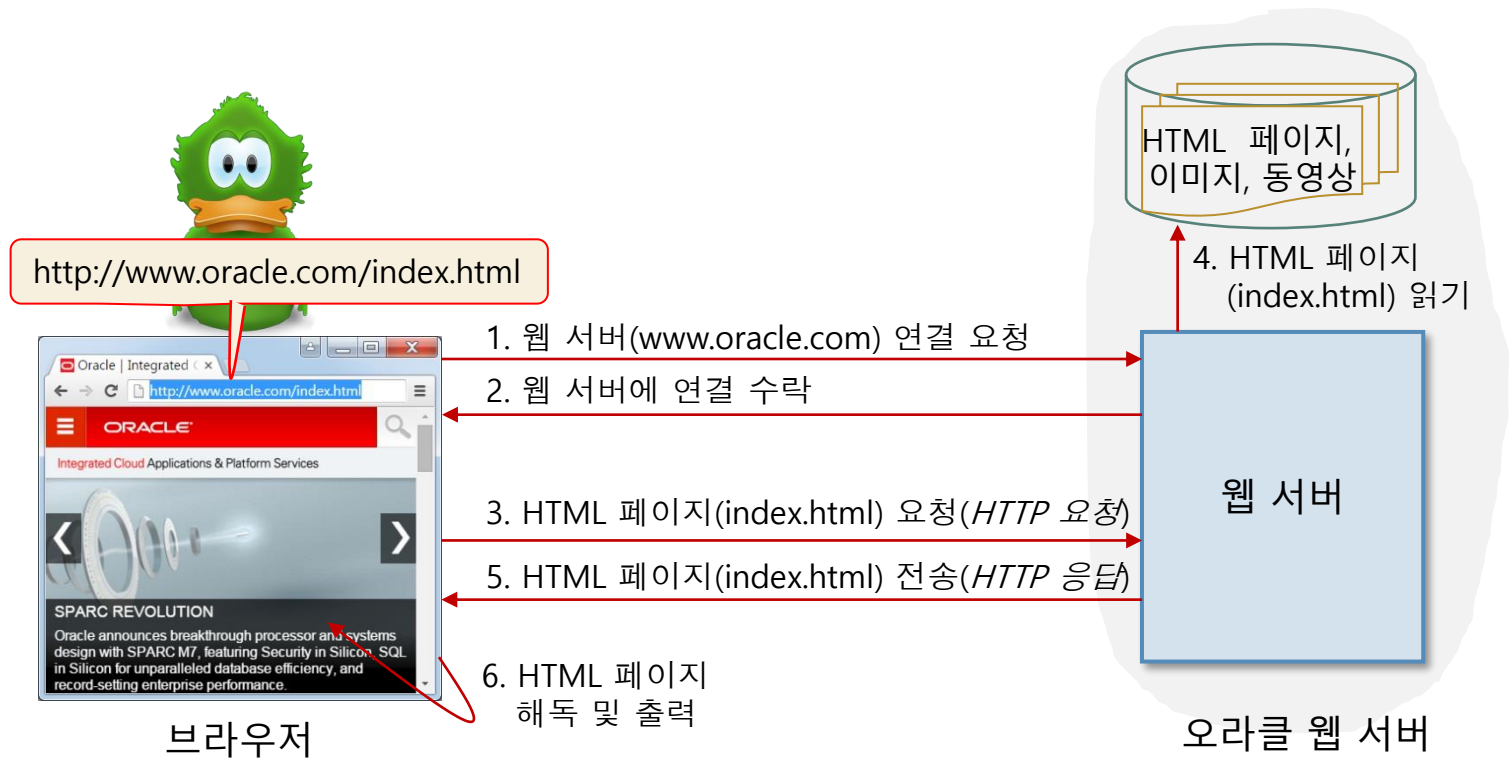 HTML 페이지,
이미지, 동영상
http://www.oracle.com/index.html
4. HTML 페이지
(index.html) 읽기
1. 웹 서버(www.oracle.com) 연결 요청
Oracle | Integrated
2. 웹 서버에 연결 수락
http://www.oracle.com/index.html
ORACLE
Integrated Cloud Applications & Platform Services
3. HTML 페이지(index.html) 요청(HTTP 요청)
웹 서버
5. HTML 페이지(index.html) 전송(HTTP 응답)
SPARC REVOLUTION
Oracle announces breakthrough processor and systems
design with SPARC M7, featuring Security in Silicon, SQL
in Silicon for unparalleled database efficiency, and
record-setting enterprise performance.
6. HTML 페이지
해독 및 출력
브라우저
오라클 웹 서버